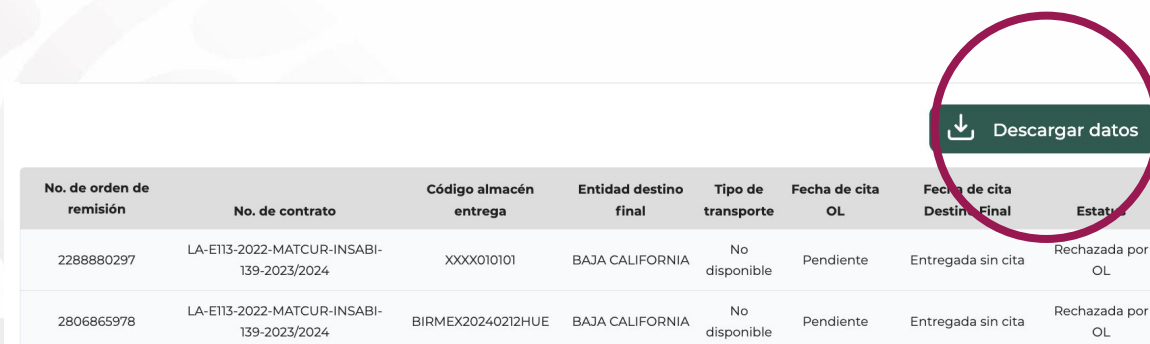 Descargar datos
No. de orden de remisión No. de contrato Código almacén entrega Entidad destino final Tipo de transporte Fecha de cita OL Fecha de cita Destino Final Estatus
2288880297 LA-E113-2022-MATCUR-INSABI-139-2023/2024 XXXX010101 BAJA CALIFORNIA No disponible Pendiente Entregada sin cita Rechazada por OL
2806865978 LA-E113-2022-MATCUR-INSABI-139-2023/2024 BIRMEX20240212HUE BAJA CALIFORNIA No disponible Pendiente Entregada sin cita Rechazada por OL